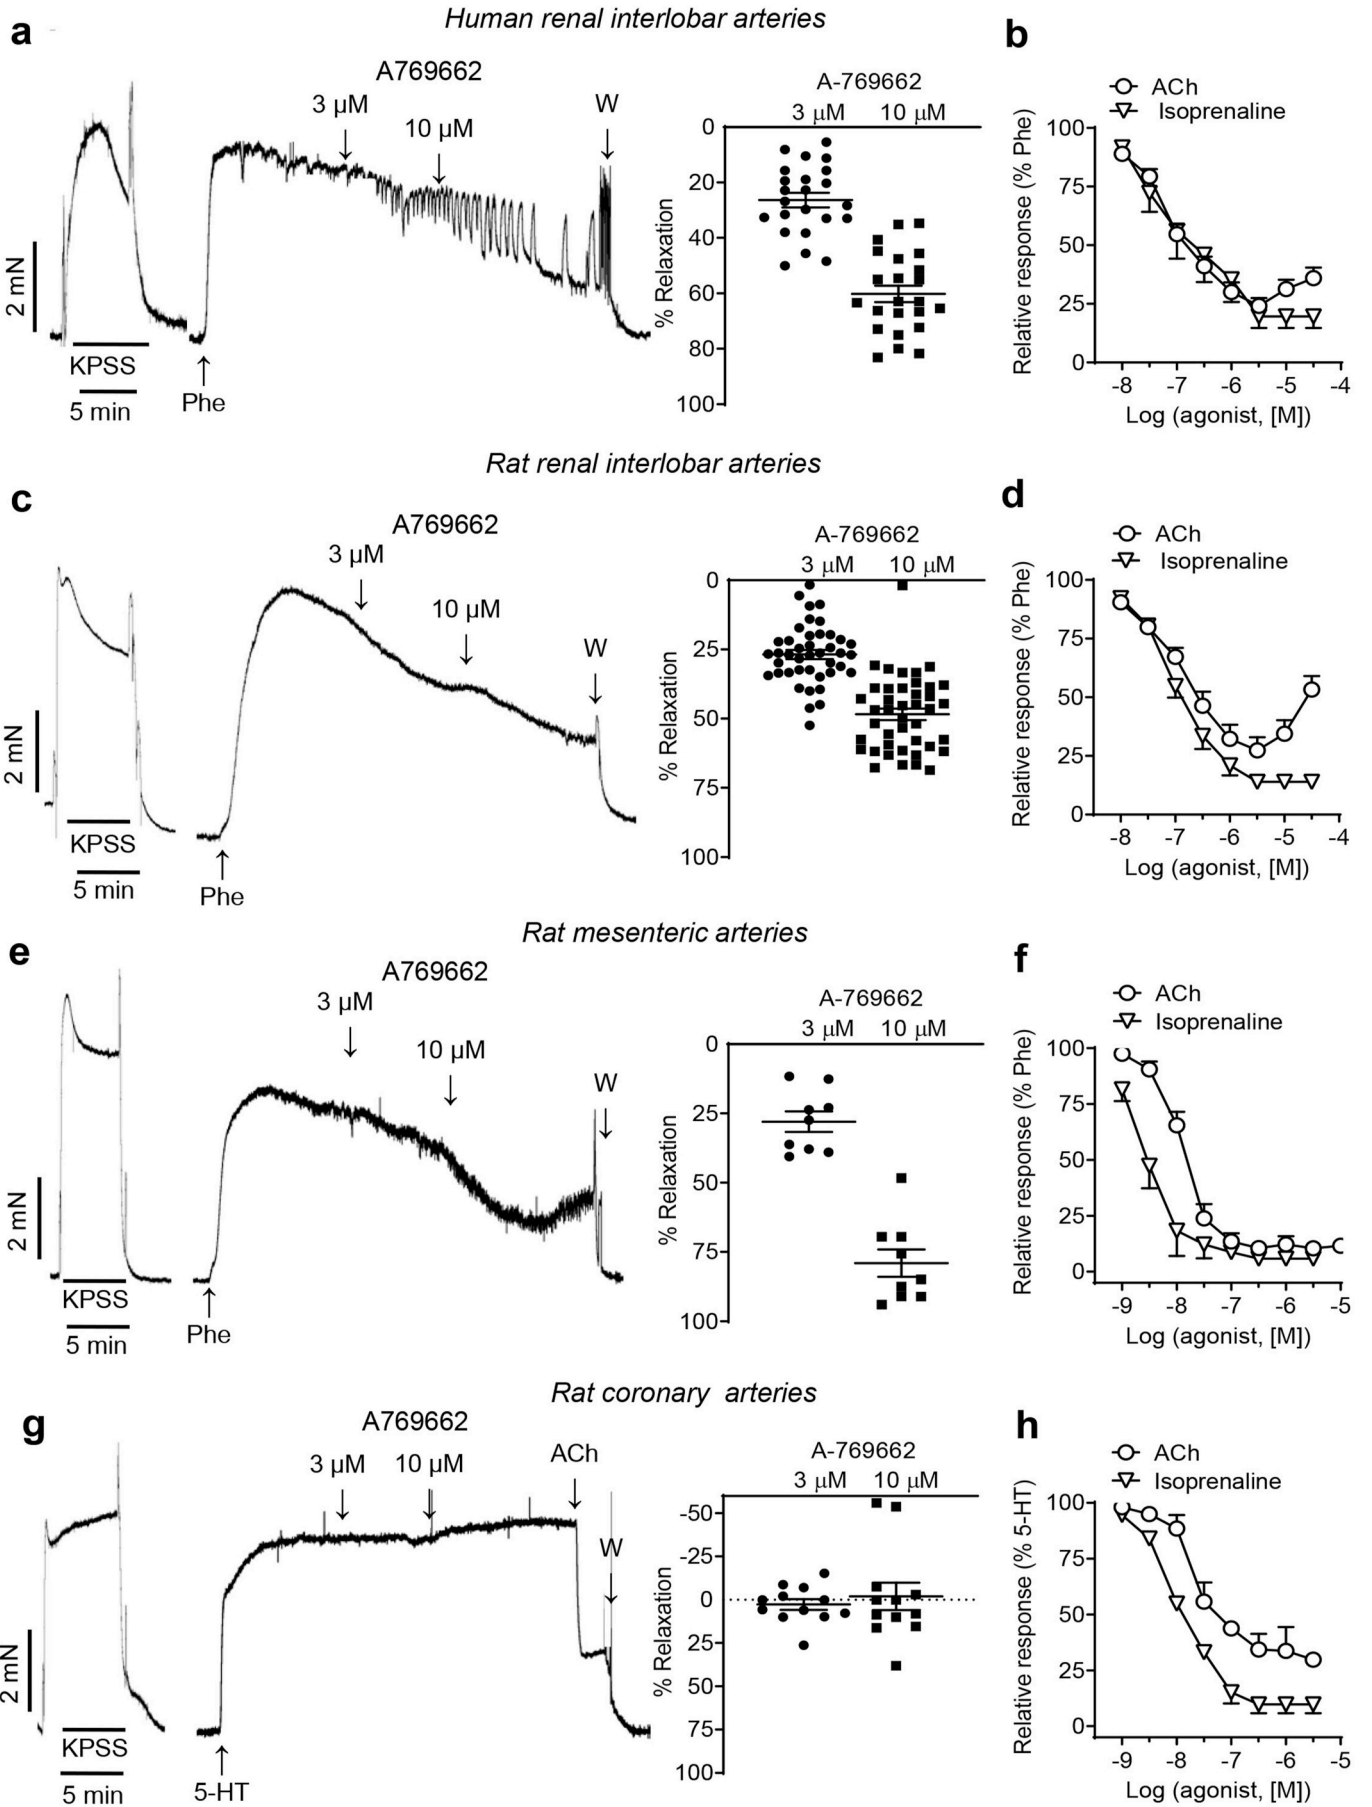 Human renal interlobar arteries
a
A769662
3 µM
10 µM
W
2 mN
KPSS
5 min
Phe
A-769662
3 µM 10 µM
% Relaxation
0
20
40
60
80
100
b
ACh
Isoprenaline
Relative response (% Phe)
100
75
50
25
0
-8 -7 -6 -5 -4
Log (agonist, [M])
Rat renal interlobar arteries
c
A769662
3 µM
10 µM
W
2 mN
KPSS
5 min
Phe
A-769662
3 µM 10 µM
% Relaxation
0
25
50
75
100
d
ACh
Isoprenaline
Relative response (% Phe)
100
75
50
25
0
-8 -7 -6 -5 -4
Log (agonist, [M])
Rat mesenteric arteries
e
A769662
3 µM
10 µM
W
2 mN
KPSS
5 min
Phe
A-769662
3 µM 10 µM
% Relaxation
0
25
50
75
100
f
ACh
Isoprenaline
Relative response (% Phe)
100
75
50
25
0
-9 -8 -7 -6 -5
Log (agonist, [M])
Rat coronary arteries
g
A769662
3 µM 10 µM
ACh
W
2 mN
KPSS
5 min
5-HT
A-769662
3 µM 10 µM
% Relaxation
-50
-25
0
25
50
75
100
h
ACh
Isoprenaline
Relative response (% 5-HT)
100
75
50
25
0
-9 -8 -7 -6 -5
Log (agonist, [M])